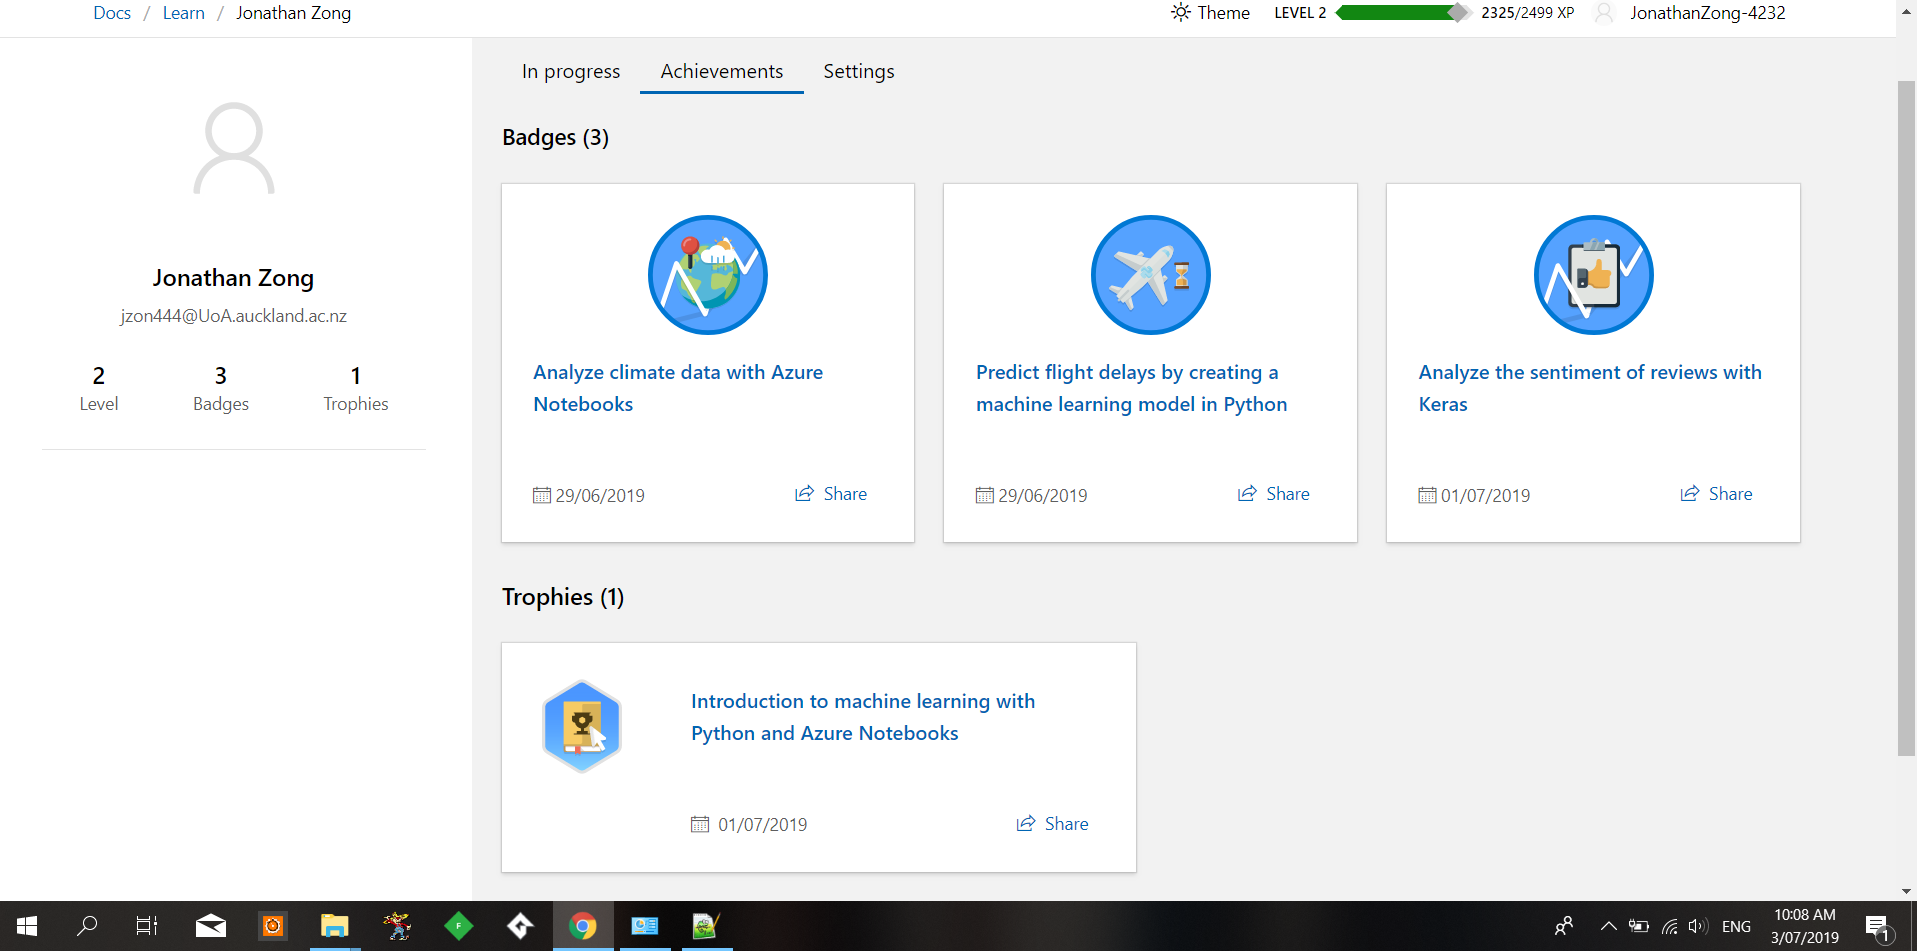 Docs / Learn / Jonathan Zong
Theme LEVEL 2 2325/2499 XP JonathanZong-4232
Jonathan Zong
jzon444@UoA.auckland.ac.nz
2 3 1
Level Badges Trophies
In progress Achievements Settings
Badges (3)
Analyze climate data with Azure
Notebooks
29/06/2019 Share
Predict flight delays by creating a
machine learning model in Python
29/06/2019 Share
Analyze the sentiment of reviews with
Keras
01/07/2019 Share
Trophies (1)
Introduction to machine learning with
Python and Azure Notebooks
01/07/2019 Share
F
ENG
10:08 AM
3/07/2019
1